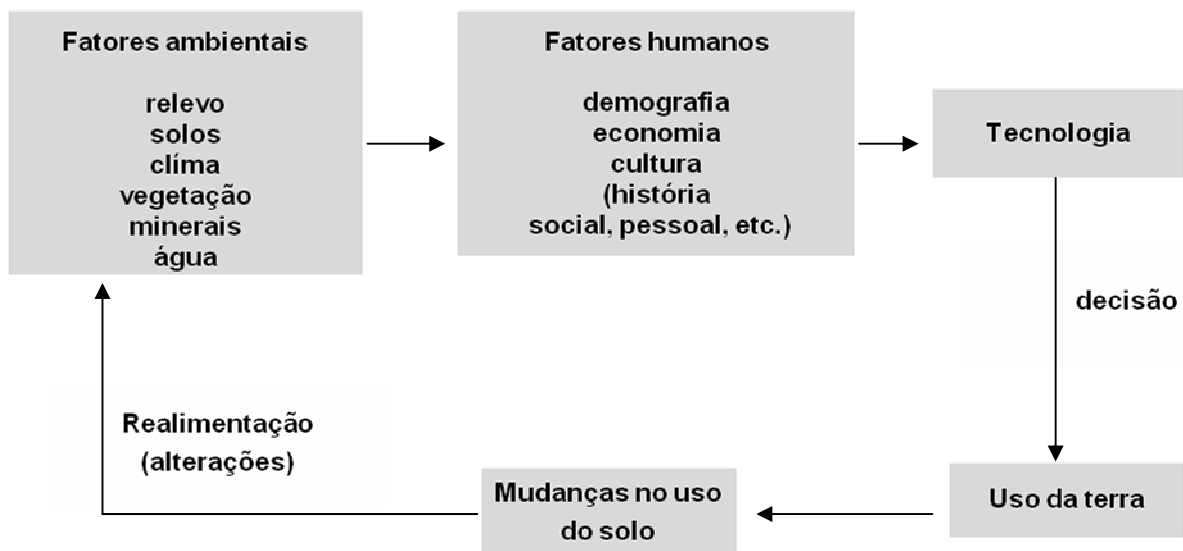 Fatores ambientais
relevo
solos
clíma
vegetação
minerais
água
Fatores humanos
demografia
economia
cultura
(história
social, pessoal, etc.)
Tecnologia
decisão
Uso da terra
Mudanças no uso
do solo
Realimentação
(alterações)